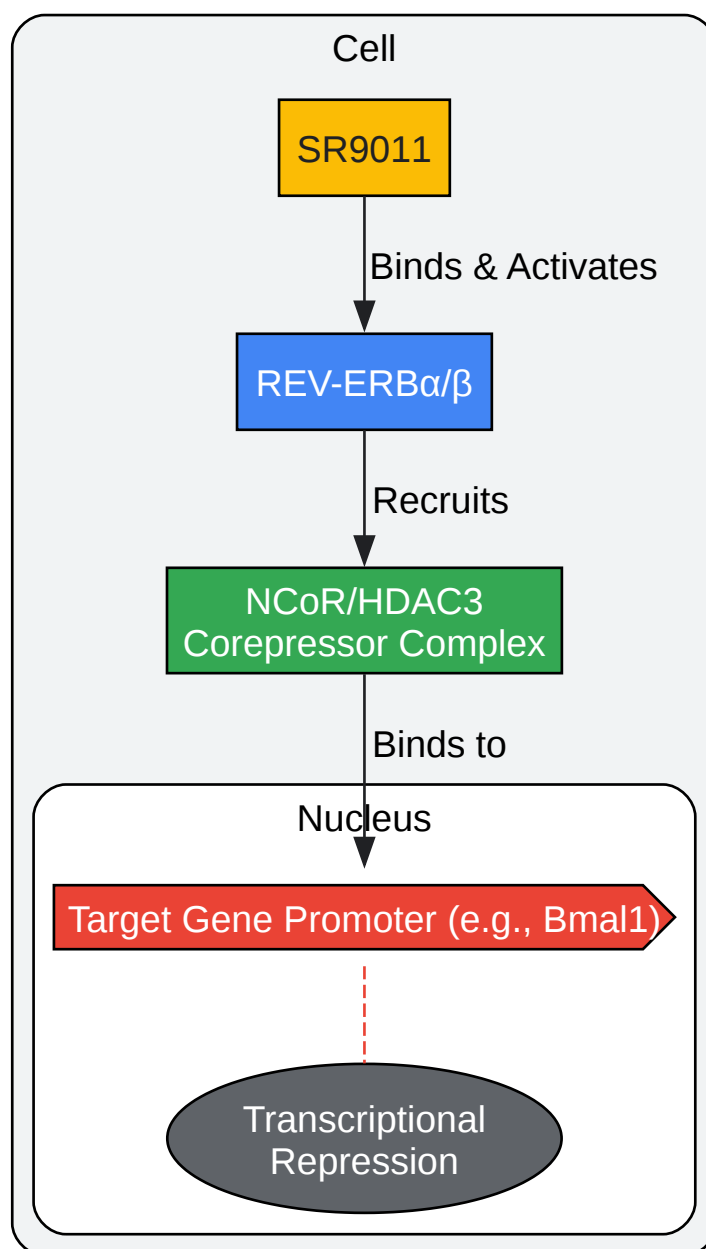 Cell
SR9011
Binds & Activates
REV-ERBα/β
Recruits
NCoR/HDAC3
Corepressor Complex
Binds to
Nucleus
Target Gene Promoter (e.g., Bmal1)
Transcriptional
Repression